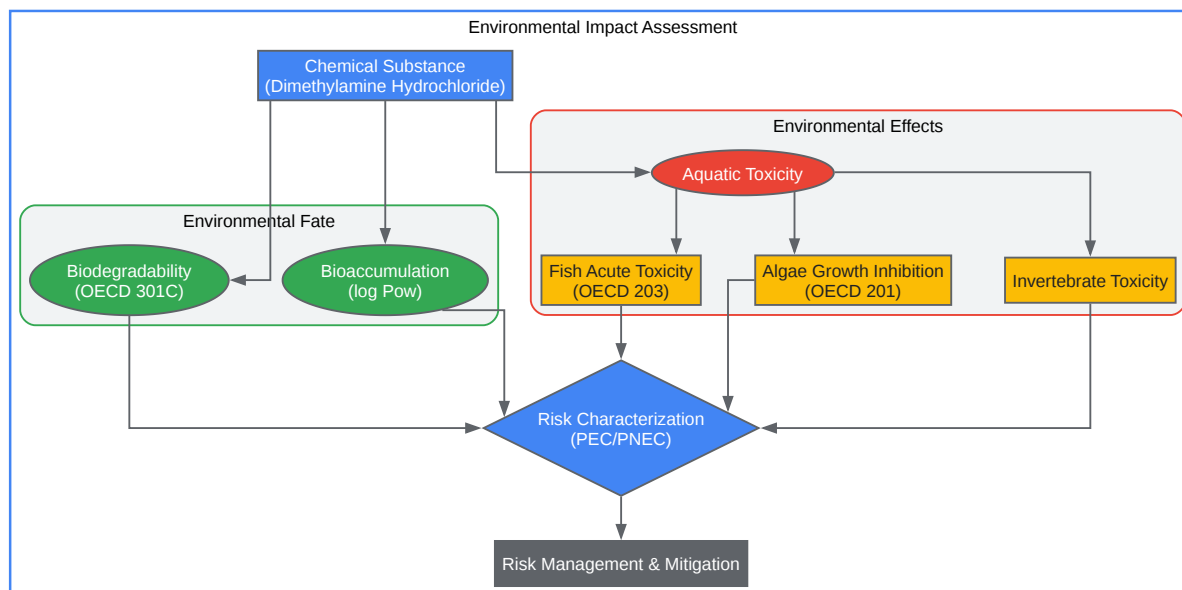 Environmental Impact Assessment
Chemical Substance
(Dimethylamine Hydrochloride)
Environmental Effects
Aquatic Toxicity
Environmental Fate
Biodegradability
(OECD 301C)
Bioaccumulation
(log Pow)
Fish Acute Toxicity
(OECD 203)
Algae Growth Inhibition
(OECD 201)
Invertebrate Toxicity
Risk Characterization
(PEC/PNEC)
Risk Management & Mitigation